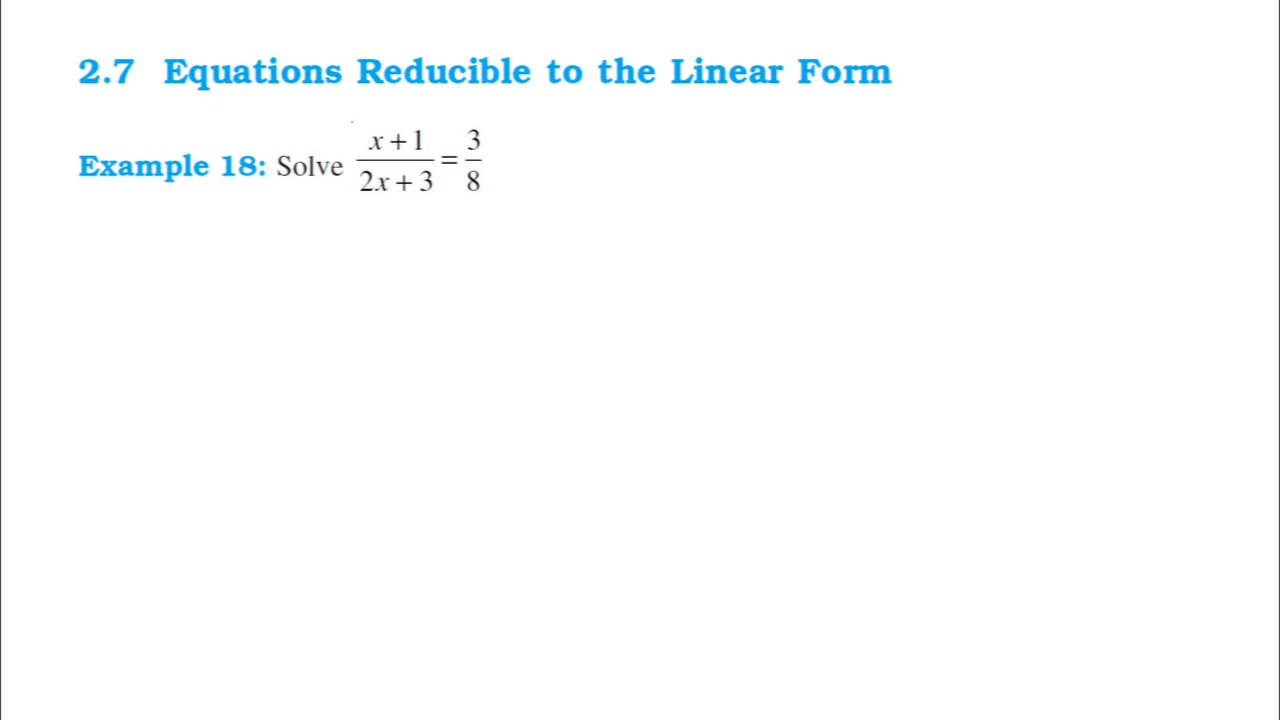 2.7 Equations Reducible to the Linear Form
Example 18: Solve (x + 1)/(2x + 3) = 3/8